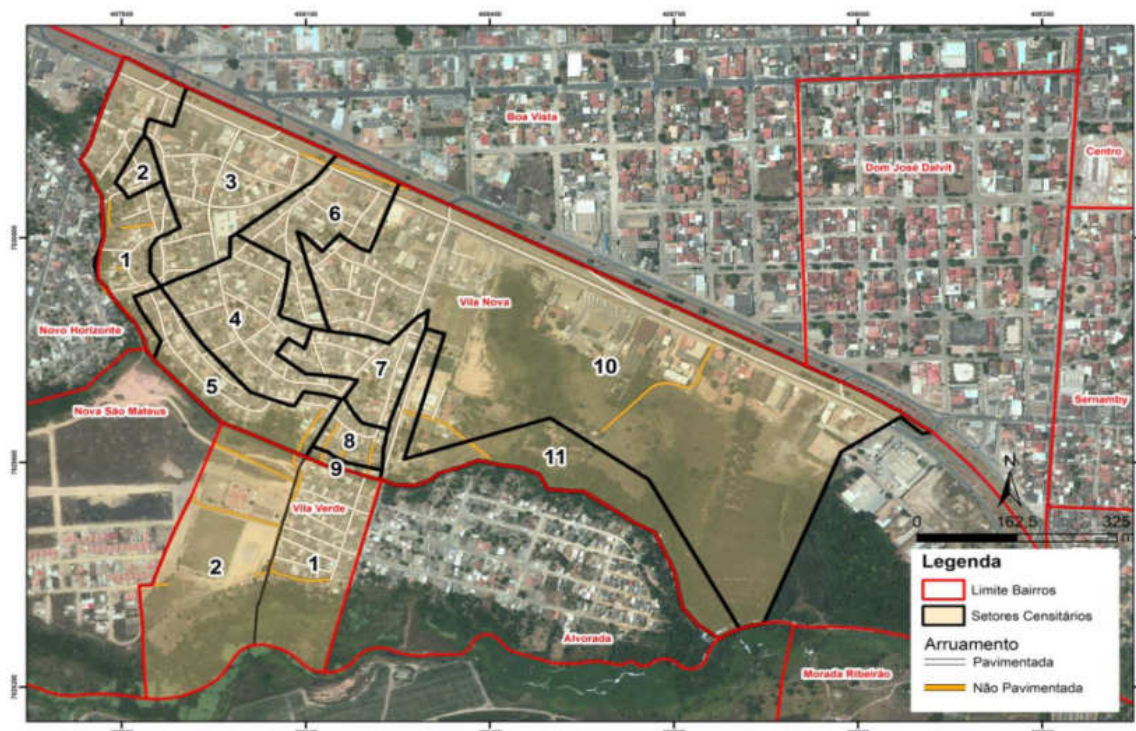 Boa Vista
Dom José Dalvit
Centro
2
3
6
1
Vila Nova
Novo Horizonte
4
10
7
5
Nova São Mataus
Sernamby
8
11
9
N
Vila Verde
0 162,5 325
m
2
1
Legenda
Limite Bairros
Setores Censitários
Alvorada
Arruamento
Pavimentada
Morada Ribeirão
Não Pavimentada